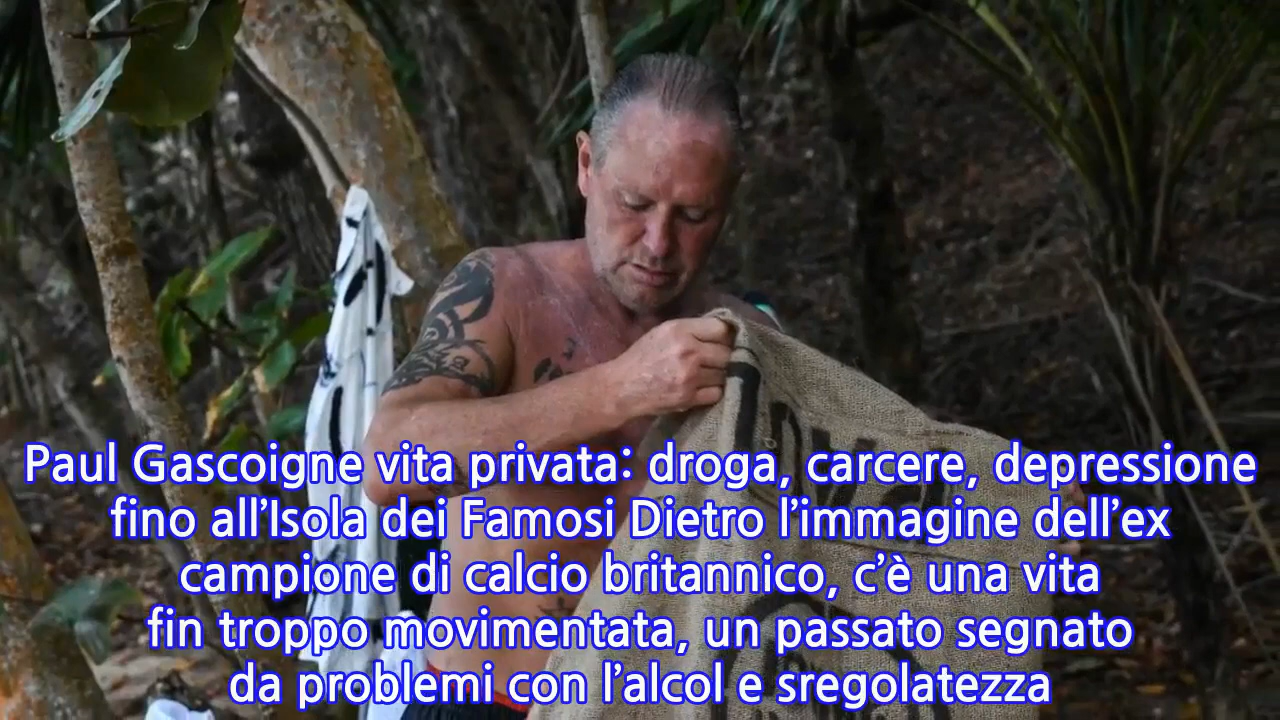 Paul Gascoigne vita privata: droga, carcere, depressione
fino all’Isola dei Famosi Dietro l’immagine dell’ex
campione di calcio britannico, c’è una vita
fin troppo movimentata, un passato segnato
da problemi con l’alcol e sregolatezza